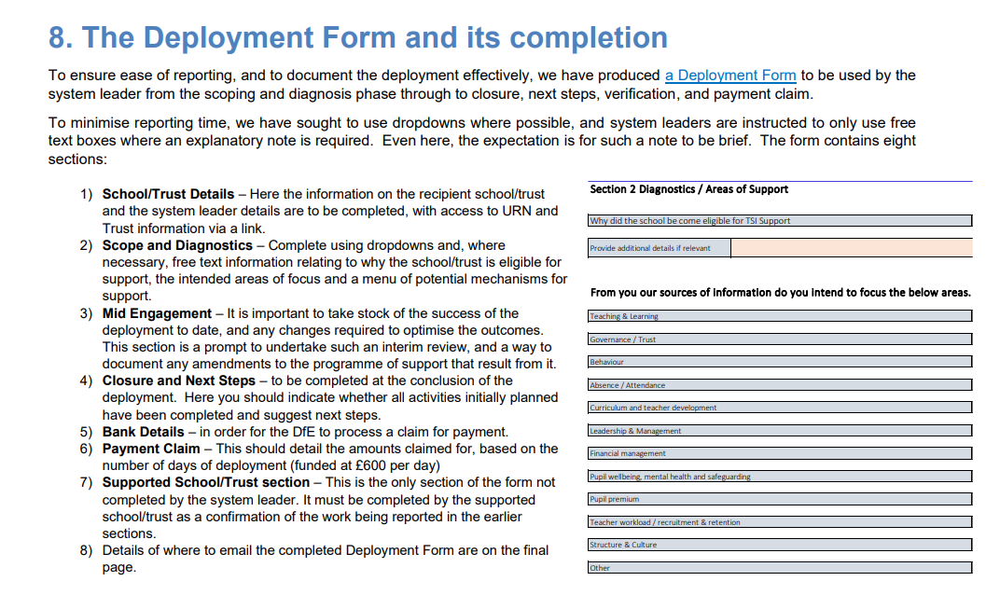 8. The Deployment Form and its completion
To ensure ease of reporting, and to document the deployment effectively, we have produced a Deployment Form to be used by the
system leader from the scoping and diagnosis phase through to closure, next steps, verification, and payment claim.
To minimise reporting time, we have sought to use dropdowns where possible, and system leaders are instructed to only use free
text boxes where an explanatory note is required.  Even here, the expectation is for such a note to be brief.  The form contains eight
sections:
1) School/Trust Details – Here the information on the recipient school/trust
and the system leader details are to be completed, with access to URN and
Trust information via a link.
2) Scope and Diagnostics – Complete using dropdowns and, where
necessary, free text information relating to why the school/trust is eligible for
support, the intended areas of focus and a menu of potential mechanisms for
support.
3) Mid Engagement – It is important to take stock of the success of the
deployment to date, and any changes required to optimise the outcomes.
This section is a prompt to undertake such an interim review, and a way to
document any amendments to the programme of support that result from it.
4) Closure and Next Steps – to be completed at the conclusion of the
deployment.  Here you should indicate whether all activities initially planned
have been completed and suggest next steps.
5) Bank Details – in order for the DfE to process a claim for payment.
6) Payment Claim – This should detail the amounts claimed for, based on the
number of days of deployment (funded at £600 per day)
7) Supported School/Trust section – This is the only section of the form not
completed by the system leader. It must be completed by the supported
school/trust as a confirmation of the work being reported in the earlier
sections.
8) Details of where to email the completed Deployment Form are on the final
page.
Section 2 Diagnostics / Areas of Support
Why did the school be come eligible for TSI Support
Provide additional details if relevant
From you our sources of information do you intend to focus the below areas.
Teaching & Learning
Governance / Trust
Behaviour
Absence / Attendance
Curriculum and teacher development
Leadership & Management
Financial management
Pupil wellbeing, mental health and safeguarding
Pupil premium
Teacher workload / recruitment & retention
Structure & Culture
Other